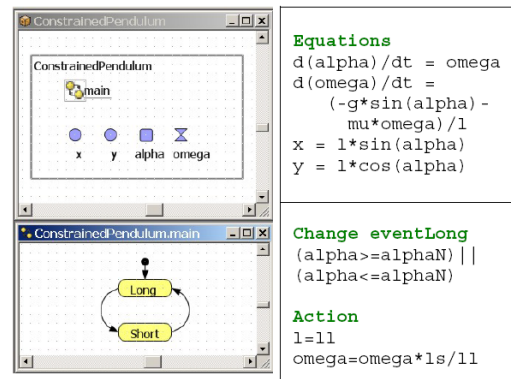 ConstrainedPendulum
ConstrainedPendulum
main
x y alpha omega
ConstrainedPendulum.main
Long
Short
Equations
d(alpha)/dt = omega
d(omega)/dt =
(-g*sin(alpha)-
mu*omega)/l
x = l*sin(alpha)
y = l*cos(alpha)
Change eventLong
(alpha>=alphaN)||
(alpha<=alphaN)
Action
l=ll
omega=omega*ls/ll